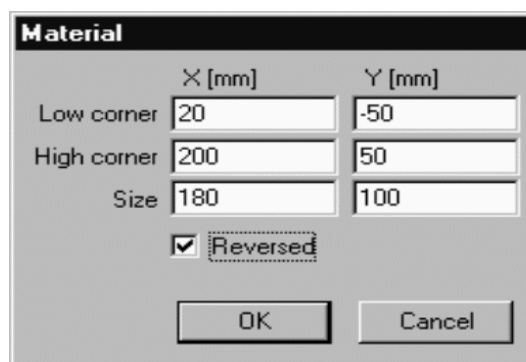 Material
X [mm] Y [mm]
Low corner 20 -50
High corner 200 50
Size 180 100
Reversed
OK Cancel